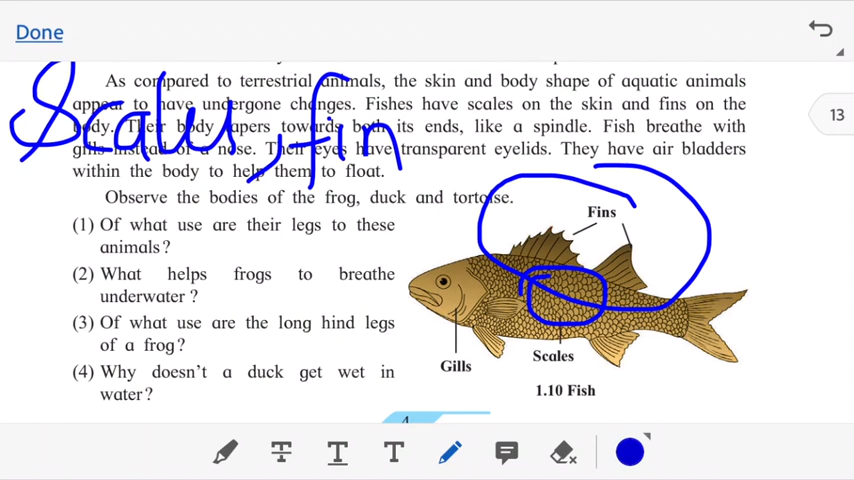 Done
13
As compared to terrestrial animals, the skin and body shape of aquatic animals
appear to have undergone changes. Fishes have scales on the skin and fins on the
body. Their body tapers towards both its ends, like a spindle. Fish breathe with
gills instead of a nose. Their eyes have transparent eyelids. They have air bladders
within the body to help them to float.
Scales, fin
Observe the bodies of the frog, duck and tortoise.
(1) Of what use are their legs to these
animals?
(2) What helps frogs to breathe
underwater ?
(3) Of what use are the long hind legs
of a frog?
(4) Why doesn't a duck get wet in
water?
Fins
Scales
Gills
1.10 Fish
4
T
T
T